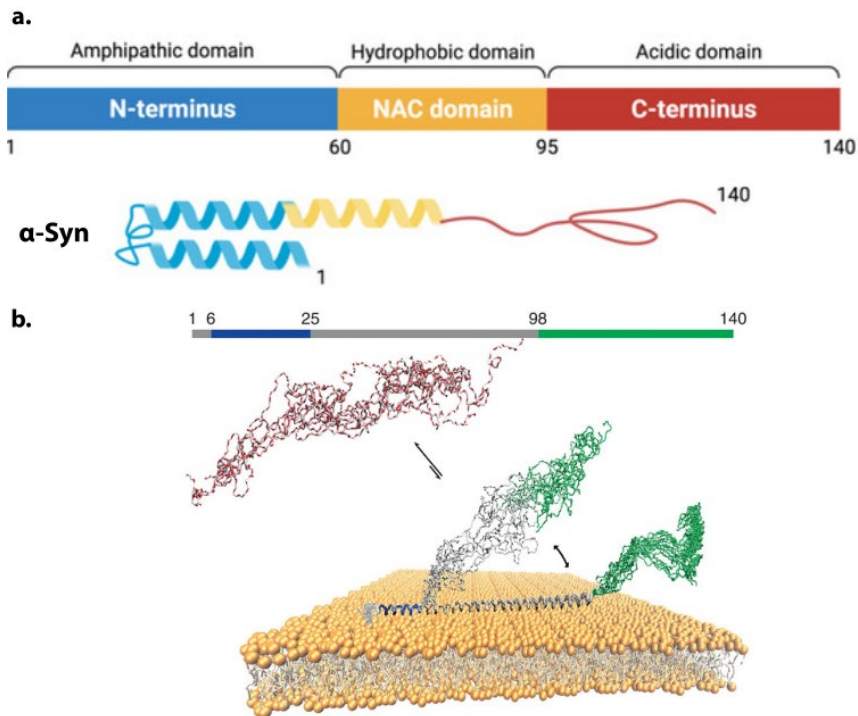 a.
Amphipathic domain Hydrophobic domain Acidic domain
N-terminus NAC domain C-terminus
1 60 95 140
140
α-Syn
1
b.
1 6 25 98 140